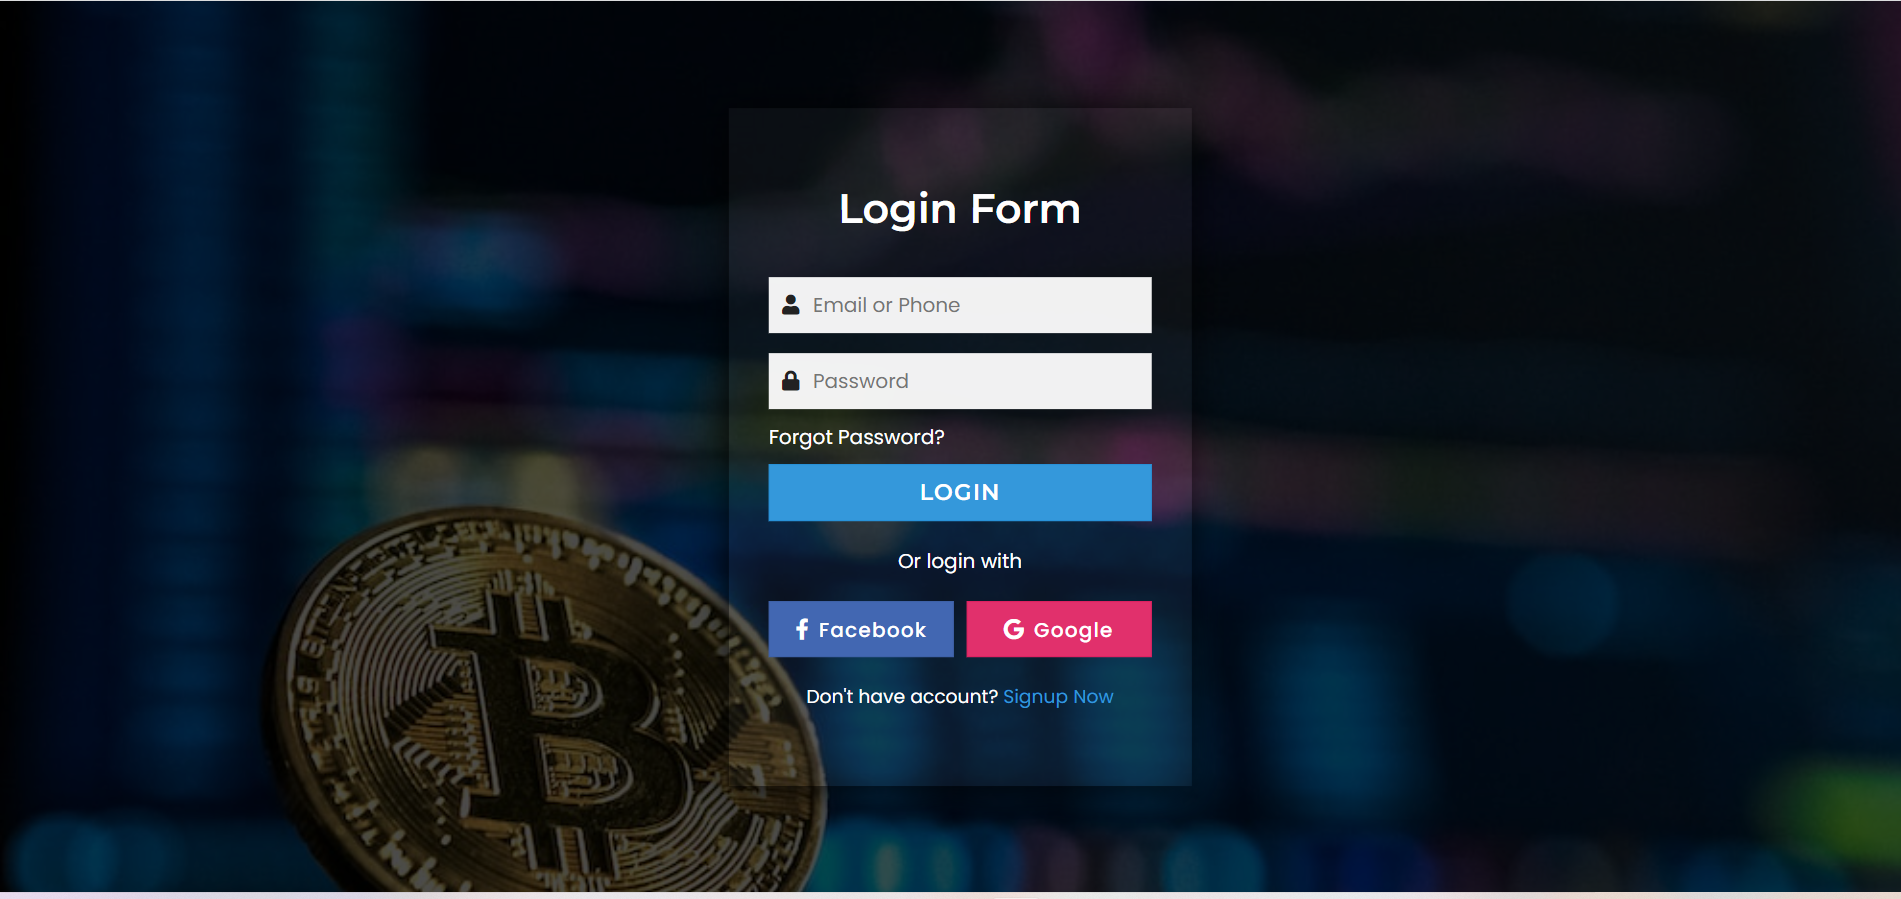 Login Form
Email or Phone
Password
Forgot Password?
LOGIN
Or login with
Facebook Google
Don't have account? Signup Now